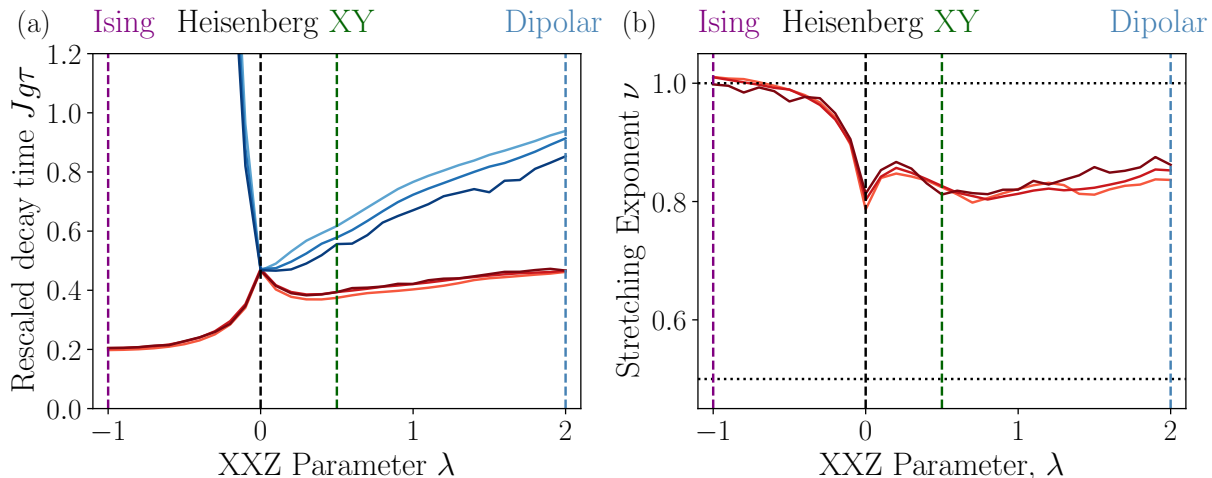 (a) Ising Heisenberg XY Dipolar
Rescaled decay time Jgτ
1.2
1.0
0.8
0.6
0.4
0.2
0.0
−1 0 1 2
XXZ Parameter λ
(b) Ising Heisenberg XY Dipolar
Stretching Exponent ν
1.0
0.8
0.6
−1 0 1 2
XXZ Parameter, λ